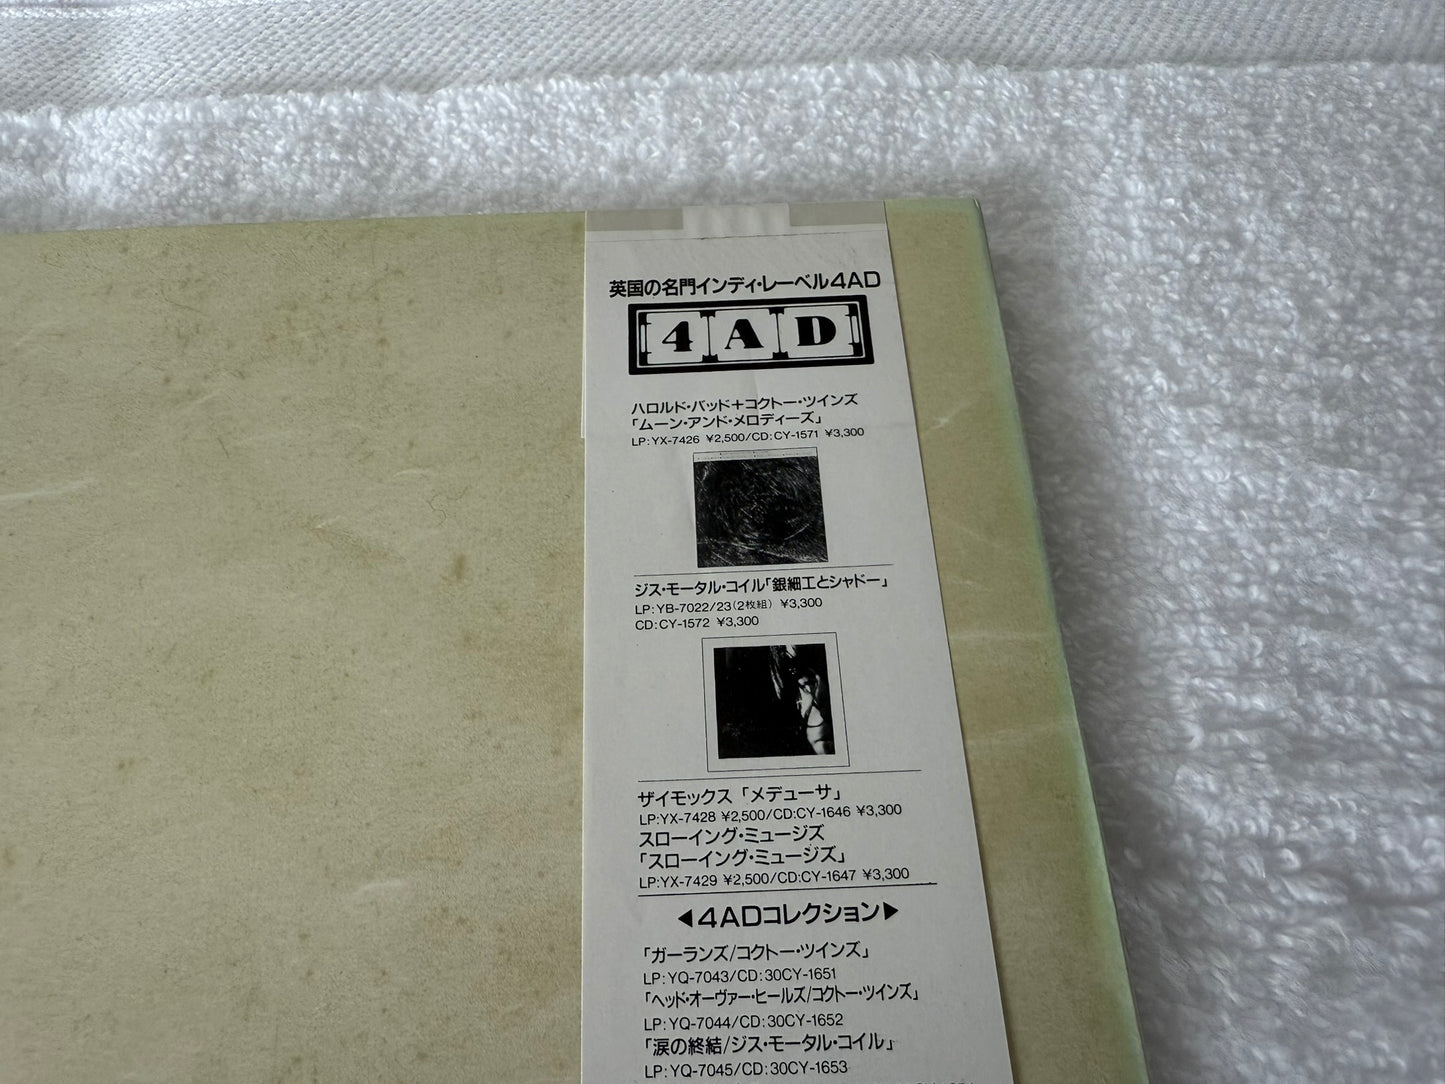 英国の名門インディ・レーベル4AD
4AD
ハロルド・バッド+コクトー・ツインズ
「ムーン・アンド・メロディーズ」
LP:YX-7426 ¥2,500/CD:CY-1571 ¥3,300
ジス・モータル・コイル「銀細工とシャドー」
LP:YB-7022/23(2枚組) ¥3,300
CD:CY-1572 ¥3,300
ザイモックス「メデューサ」
LP:YX-7428 ¥2,500/CD:CY-1646 ¥3,300
スローイング・ミュージズ
「スローイング・ミュージズ」
LP:YX-7429 ¥2,500/CD:CY-1647 ¥3,300
◀4ADコレクション▶
「ガーランズ/コクトー・ツインズ」
LP:YQ-7043/CD:30CY-1651
「ヘッド・オーヴァー・ヒールズ/コクトー・ツインズ」
LP:YQ-7044/CD:30CY-1652
「涙の終結/ジス・モータル・コイル」
LP:YQ-7045/CD:30CY-1653